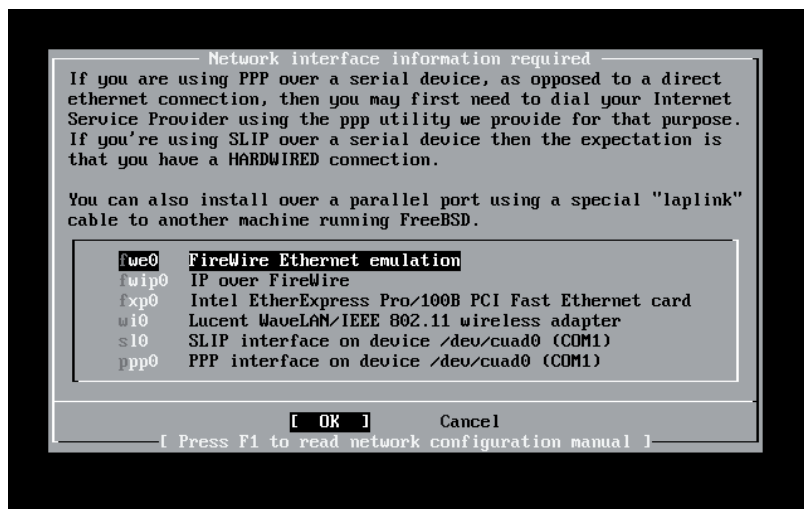 Network interface information required
If you are using PPP over a serial device, as opposed to a direct
ethernet connection, then you may first need to dial your Internet
Service Provider using the ppp utility we provide for that purpose.
If you're using SLIP over a serial device then the expectation is
that you have a HARDWIRED connection.
You can also install over a parallel port using a special "laplink"
cable to another machine running FreeBSD.
fwe0 FireWire Ethernet emulation
fwip0 IP over FireWire
fxp0 Intel EtherExpress Pro/100B PCI Fast Ethernet card
wi0 Lucent WaveLAN/IEEE 802.11 wireless adapter
sl0 SLIP interface on device /dev/cuad0 (COM1)
ppp0 PPP interface on device /dev/cuad0 (COM1)
[ OK ] Cancel
[ Press F1 to read network configuration manual ]